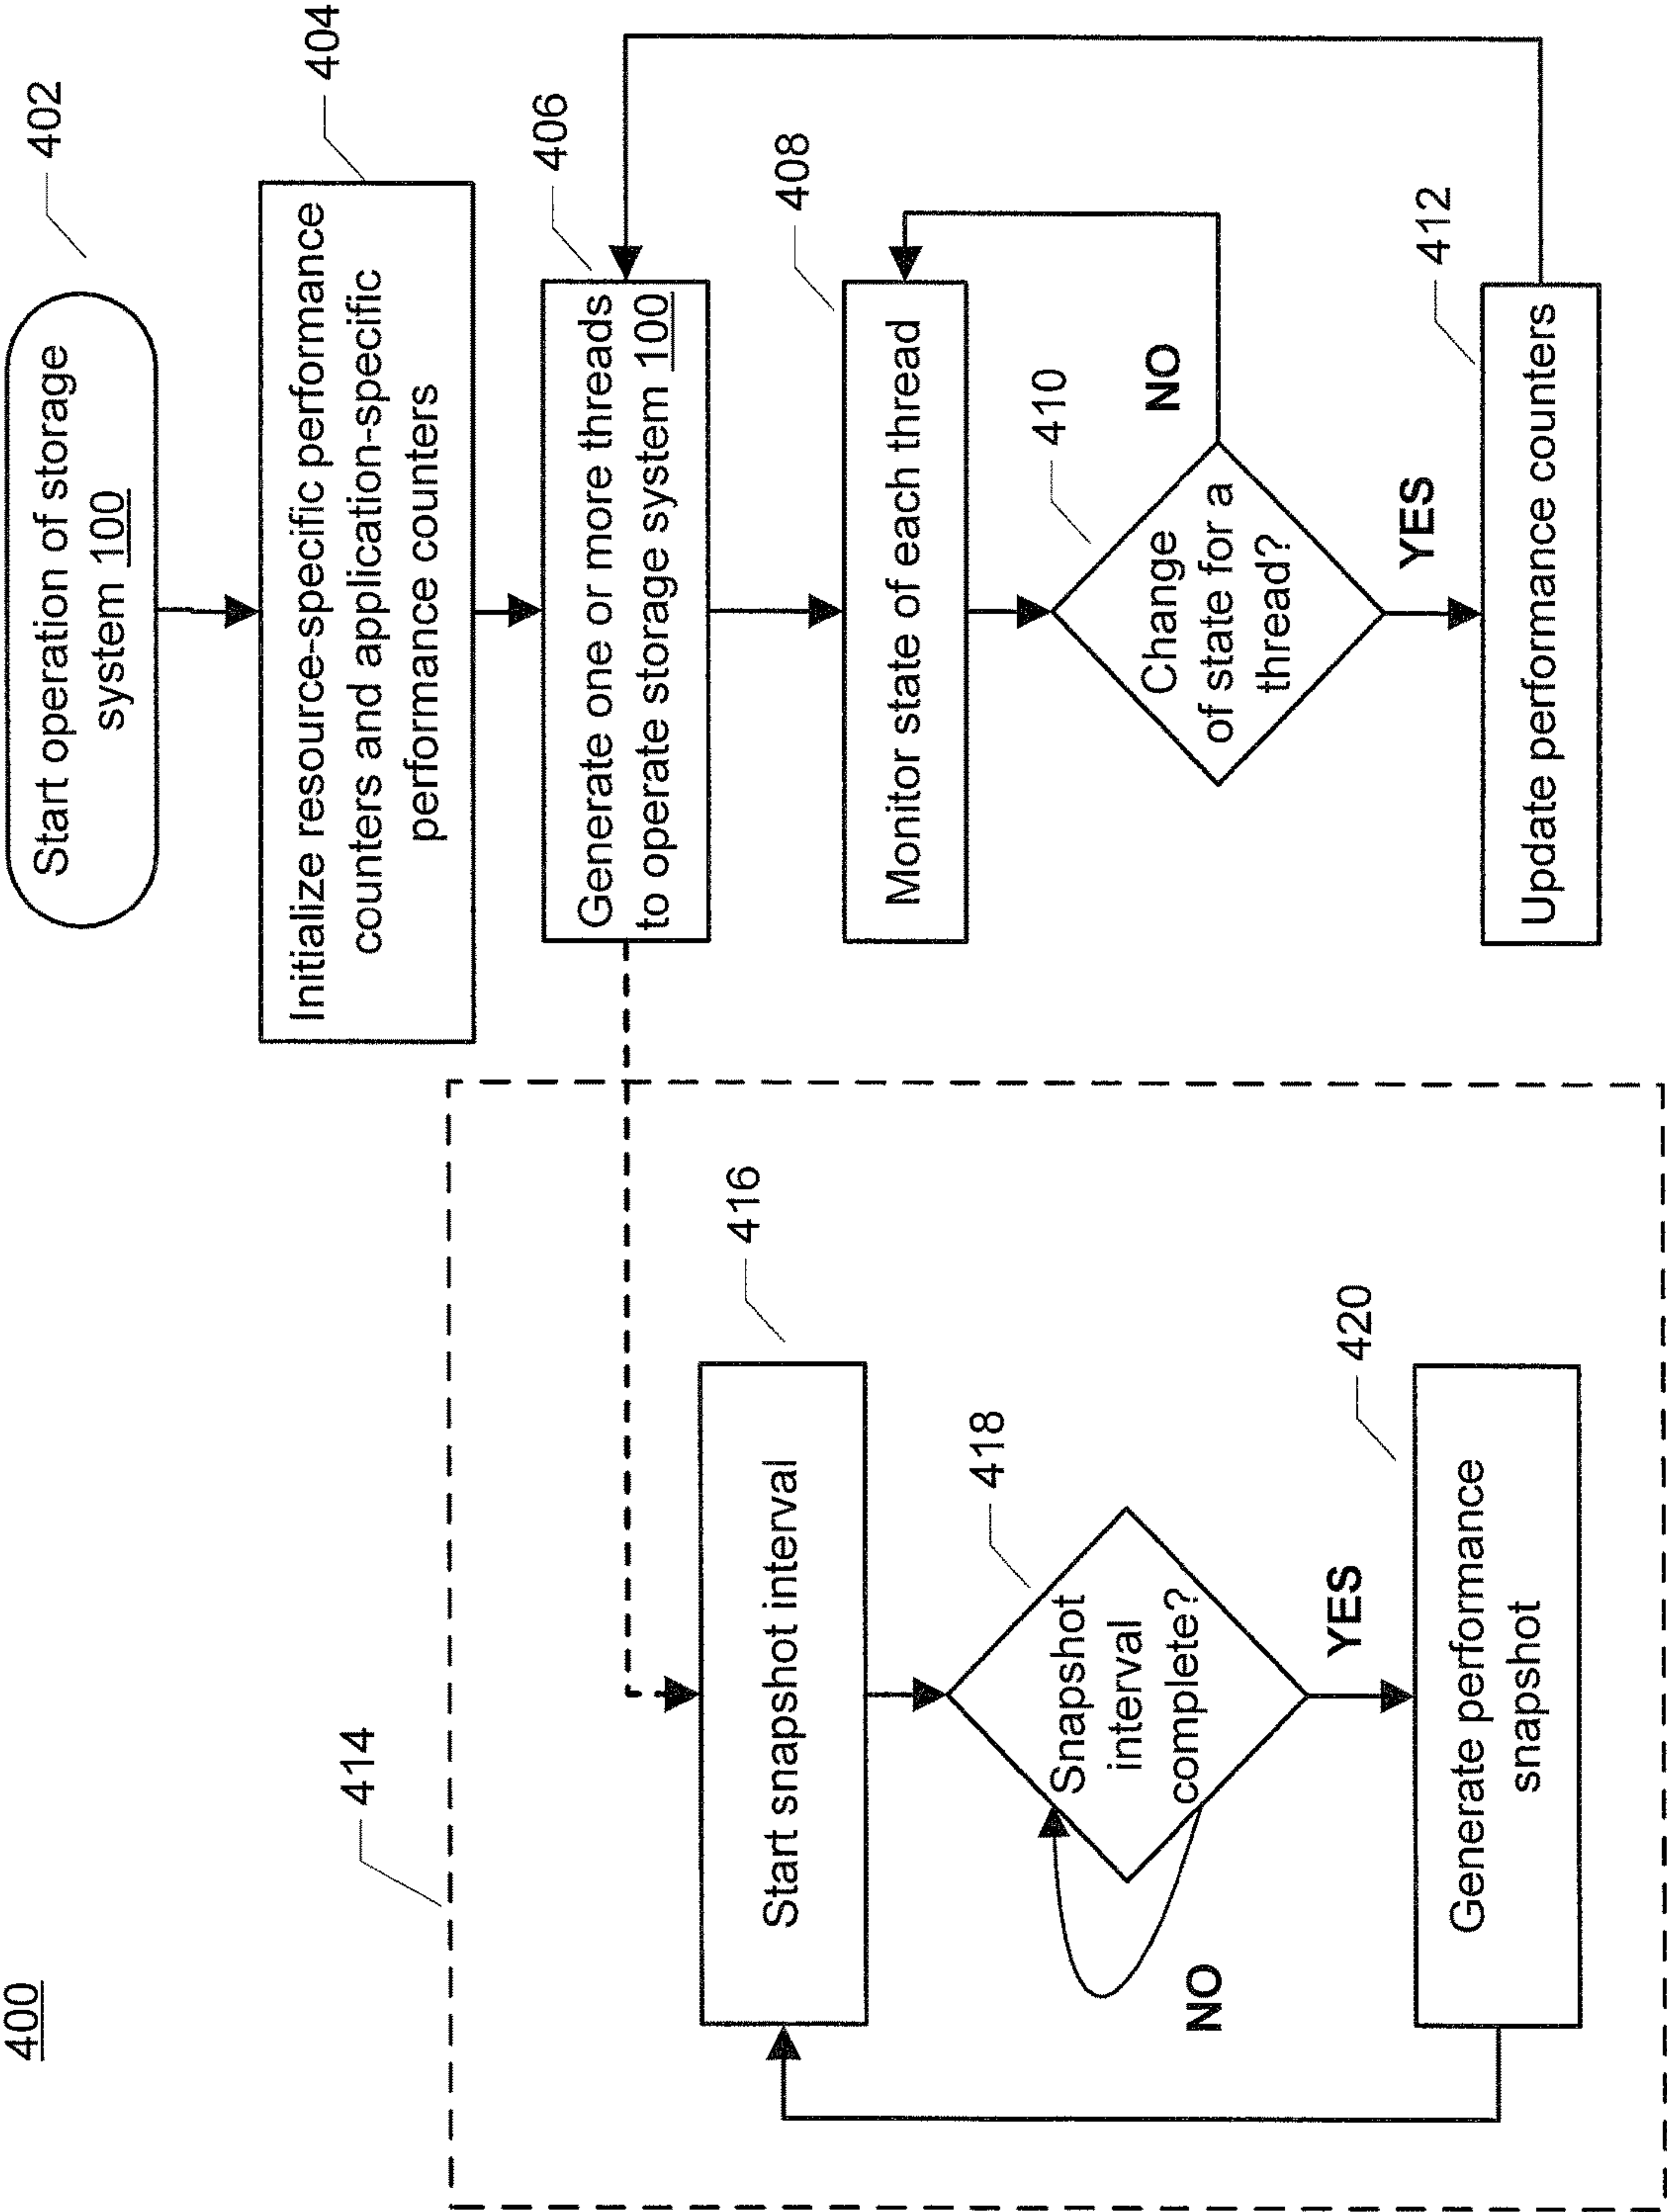 400
Start operation of storage
system 100
402
Initialize resource-specific performance
counters and application-specific
performance counters
404
Generate one or more threads
to operate storage system 100
406
Monitor state of each thread
408
Change
of state for a
thread?
410
NO
YES
Update performance counters
412
414
Start snapshot interval
416
Snapshot
interval
complete?
418
NO
YES
Generate performance
snapshot
420